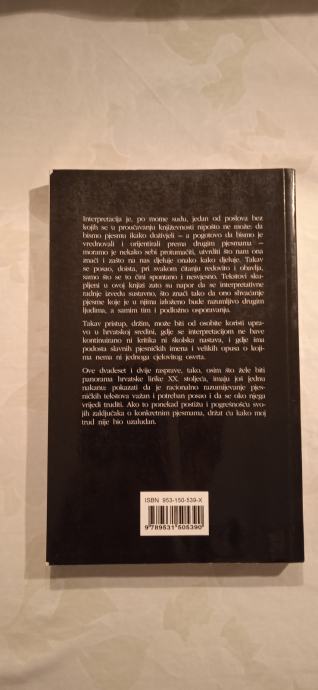 Interpretacija je, po mome sudu, jedan od poslova bez
kojih se u proučavanju književnosti nipošto ne može: da
bismo pjesmu ikako doživjeli – a pogotovo da bismo je
vrednovali i orijentirali prema drugim pjesmama –
moramo je nekako sebi protumačiti, utvrditi što nam ona
znači i zašto na nas djeluje onako kako djeluje. Takav
se posao, doista, pri svakom čitanju redovito i obavlja,
samo što se to čini spontano i nesvjesno. Tekstovi sku-
pljeni u ovoj knjizi zato su napor da se interpretativne
radnje izvedu sustavno, što znači tako da ono shvaćanje
pjesme koje je u njima izloženo bude razumljivo drugim
ljudima, a samim tim i podložno osporavanju.
Takav pristup, držim, može biti od osobite koristi upra-
vo u hrvatskoj sredini, gdje se interpretacijom ne bave
kontinuirano ni kritika ni školska nastava, i gdje ima
podosta slavnih pjesničkih imena i velikih opusa o koji-
ma nema ni jednoga cjelovitog osvrta.
Ove dvadeset i dvije rasprave, tako, osim što žele biti
panorama hrvatske lirike XX. stoljeća, imaju još jednu
nakanu: pokazati da je racionalno razumijevanje pjes-
ničkih tekstova važan i potreban posao i da se oko njega
vrijedi truditi. Ako to ponekad postižu i pogrešnošću svo-
jih zaključaka o konkretnim pjesmama, držat ću kako moj
trud nije bio uzaludan.
ISBN 953-150-539-X
9 789531 505390